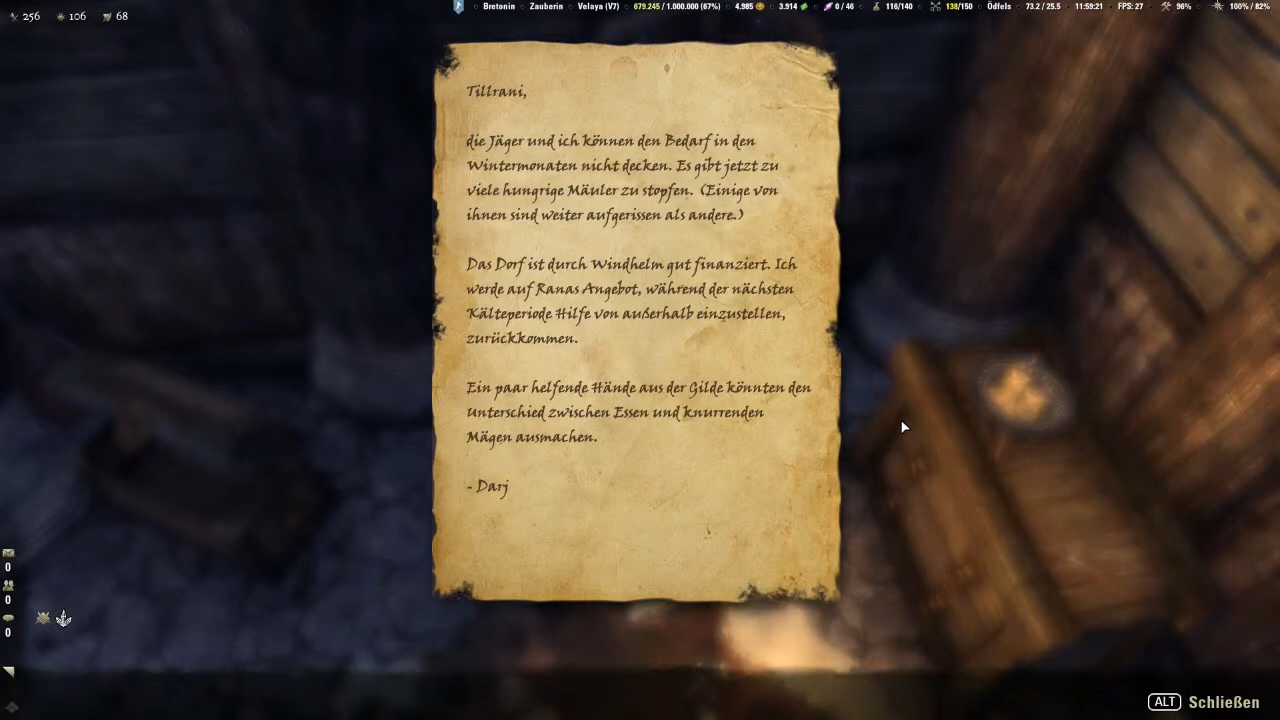 256 106 68
Bretonin Zauberin Velaya (V7) 679.245 / 1.000.000 (67%) 4.985 3.914 0 / 46 116/140 138/150 Ödfels 73.2 / 25.5 11:59:21 FPS: 27 96% 100% / 82%
Tillrani,
die Jäger und ich können den Bedarf in den
Wintermonaten nicht decken. Es gibt jetzt zu
viele hungrige Mäuler zu stopfen. (Einige von
ihnen sind weiter aufgerissen als andere.)
Das Dorf ist durch Windhelm gut finanziert. Ich
werde auf Ranas Angebot, während der nächsten
Kälteperiode Hilfe von außerhalb einzustellen,
zurückkommen.
Ein paar helfende Hände aus der Gilde könnten den
Unterschied zwischen Essen und knurrenden
Mägen ausmachen.
- Darj
0
0
0
ALT Schließen